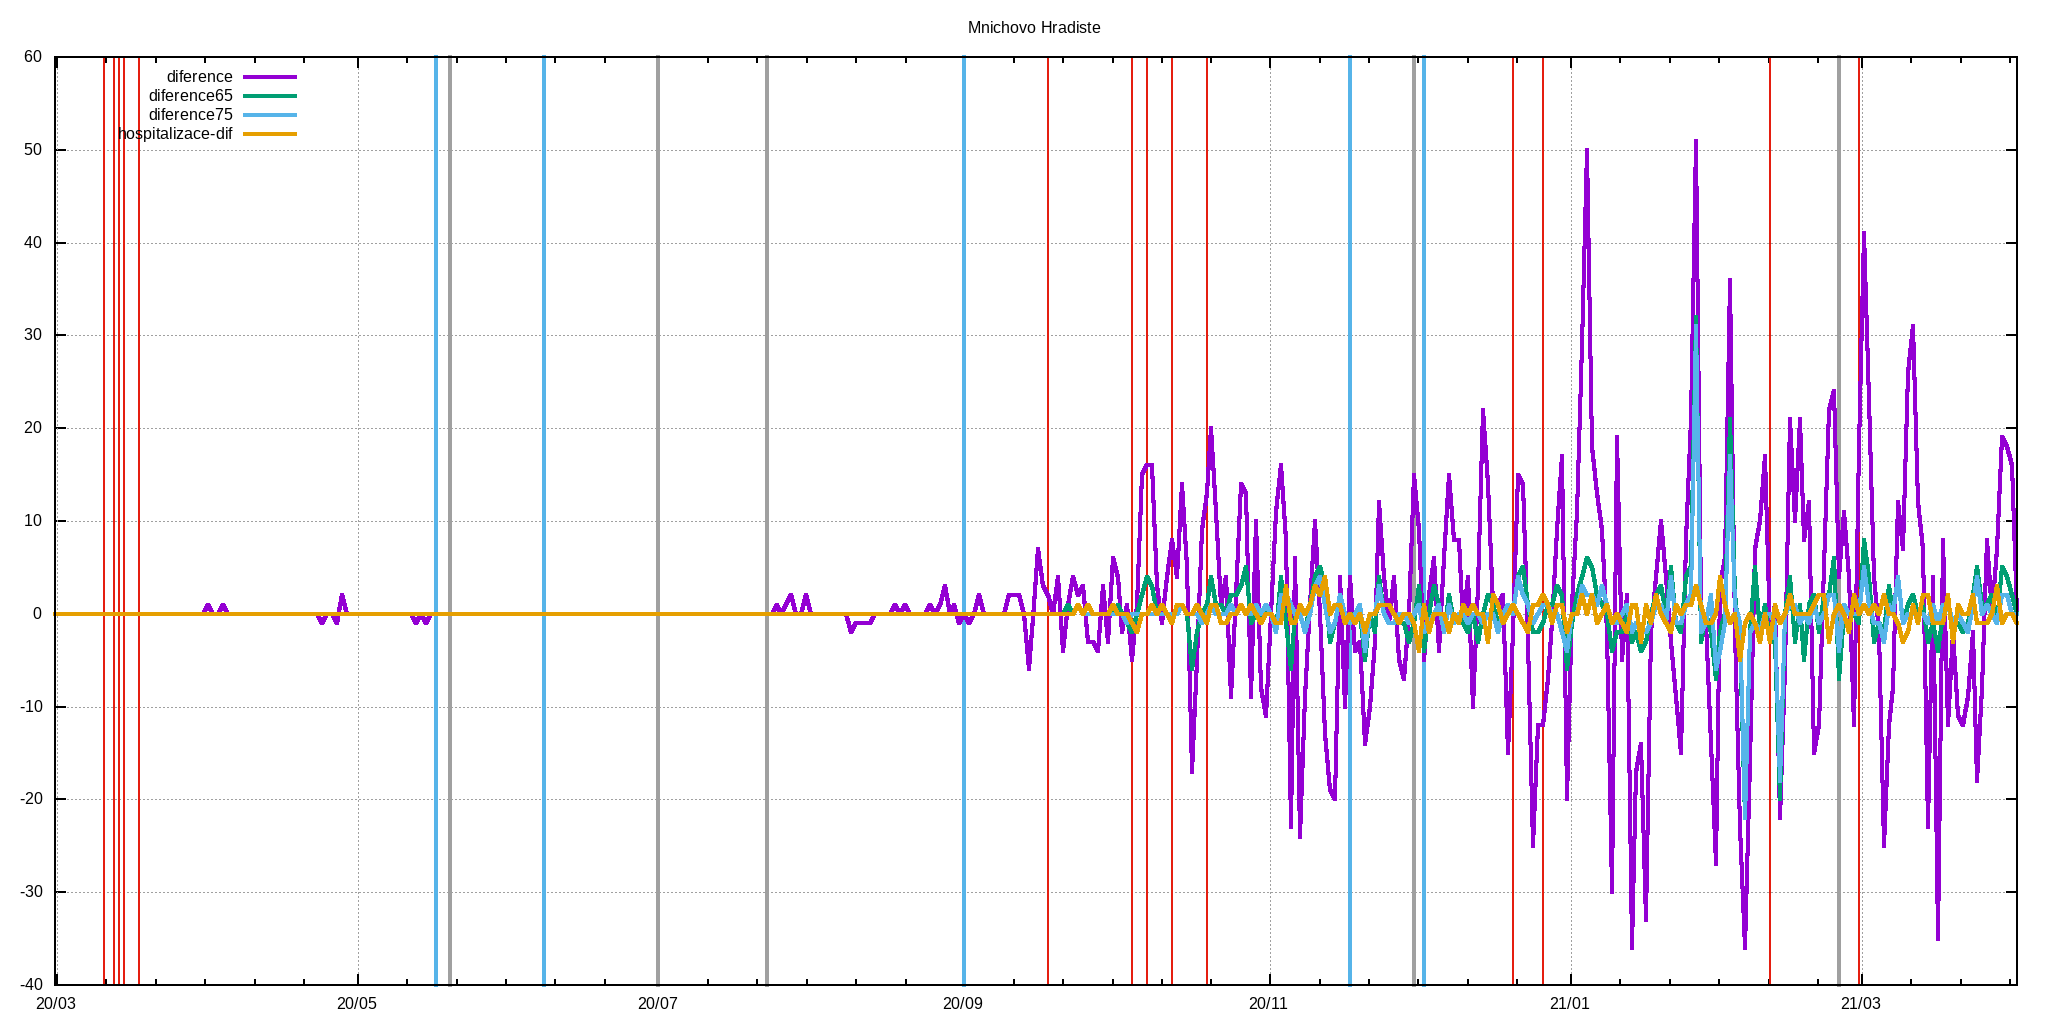 Mnichovo Hradiste
60
50
40
30
20
10
0
-10
-20
-30
-40
diference
diference65
diference75
hospitalizace-dif
20/03 20/05 20/07 20/09 20/11 21/01 21/03